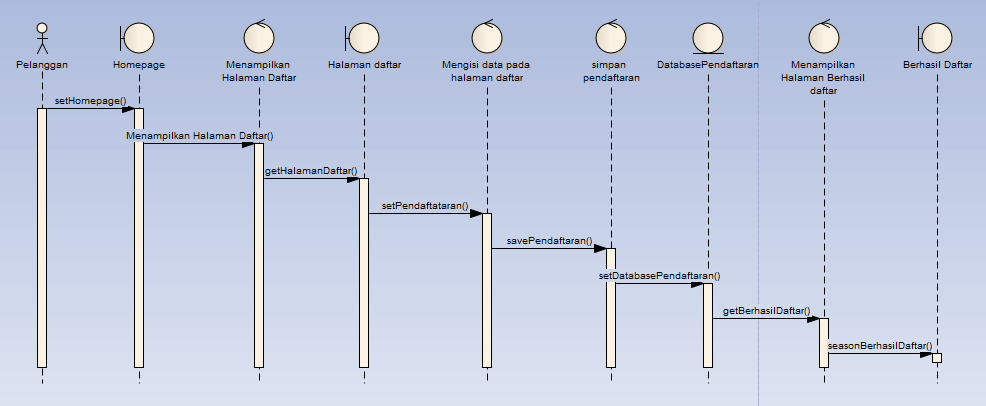 Pelanggan
Homepage
Menampilkan
Halaman Daftar
Halaman daftar
Mengisi data pada
halaman daftar
simpan
pendaftaran
DatabasePendaftaran
Menampilkan
Halaman Berhasil
daftar
Berhasil Daftar
setHomepage()
Menampilkan Halaman Daftar()
getHalamanDaftar()
setPendaftataran()
savePendaftaran()
setDatabasePendaftaran()
getBerhasilDaftar()
seasonBerhasilDaftar()